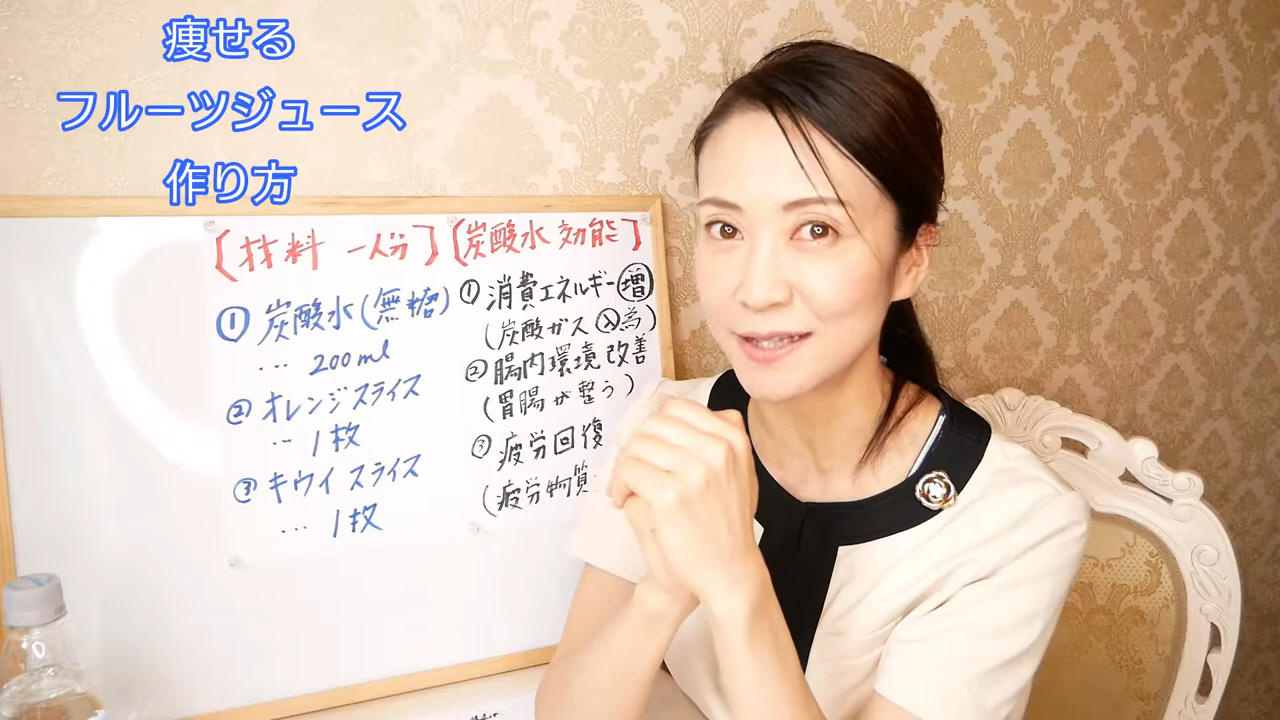 痩せる
フルーツジュース
作り方
[材料 一人分]
① 炭酸水(無糖)
… 200ml
② オレンジスライス
… 1枚
③ キウイスライス
… 1枚
[炭酸水 効能]
① 消費エネルギー増
(炭酸ガス入為)
② 腸内環境改善
(胃腸が整う)
③ 疲労回復
(疲労物質